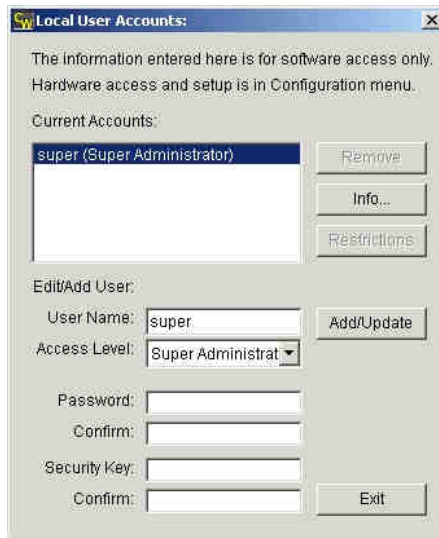 CW Local User Accounts:
The information entered here is for software access only.
Hardware access and setup is in Configuration menu.
Current Accounts:
super (Super Administrator)
Remove
Info...
Restrictions
Edit/Add User:
User Name: super
Add/Update
Access Level: Super Administrat
Password:
Confirm:
Security Key:
Confirm:
Exit